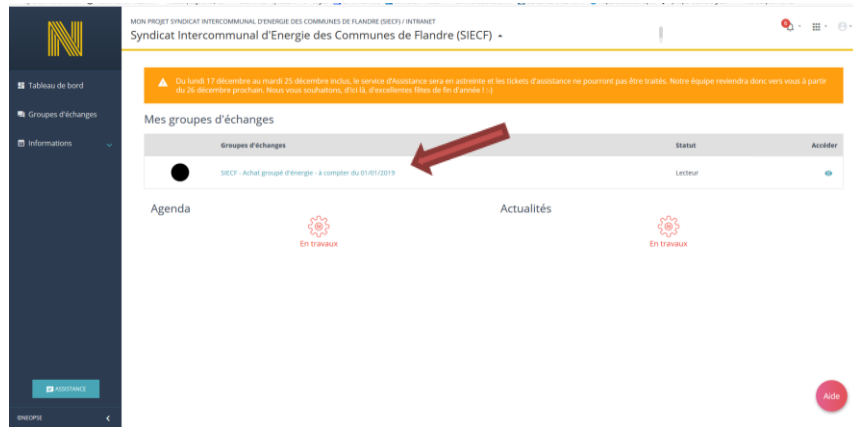 MON PROJET SYNDICAT INTERCOMMUNAL D'ENERGIE DES COMMUNES DE FLANDRE (SIECF) / INTRANET
Syndicat Intercommunal d'Energie des Communes de Flandre (SIECF)
6
N
Tableau de bord
Groupes d'échanges
Informations
Du lundi 17 décembre au mardi 25 décembre inclus, le service d'Assistance sera en astreinte et les tickets d'assistance ne pourront pas être traités. Notre équipe reviendra donc vers vous à partir
du 26 décembre prochain. Nous vous souhaitons, d'ici là, d'excellentes fêtes de fin d'année ! :-)
Mes groupes d'échanges
Groupes d'échanges Statut Accéder
SIECF - Achat groupé d'énergie - à compter du 01/01/2019 Lecteur
Agenda Actualités
En travaux En travaux
ASSISTANCE
Aide
©NEOPSE